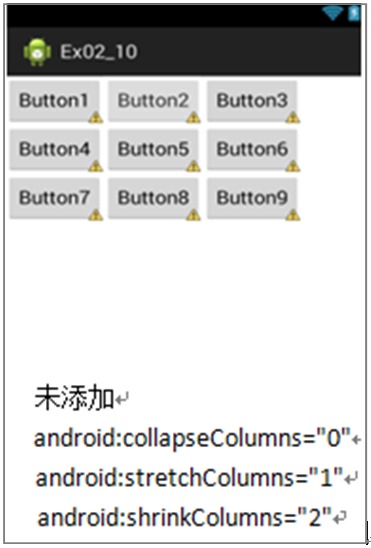 Ex02_10
Button1 Button2 Button3
Button4 Button5 Button6
Button7 Button8 Button9
未添加
android:collapseColumns="0"
android:stretchColumns="1"
android:shrinkColumns="2"